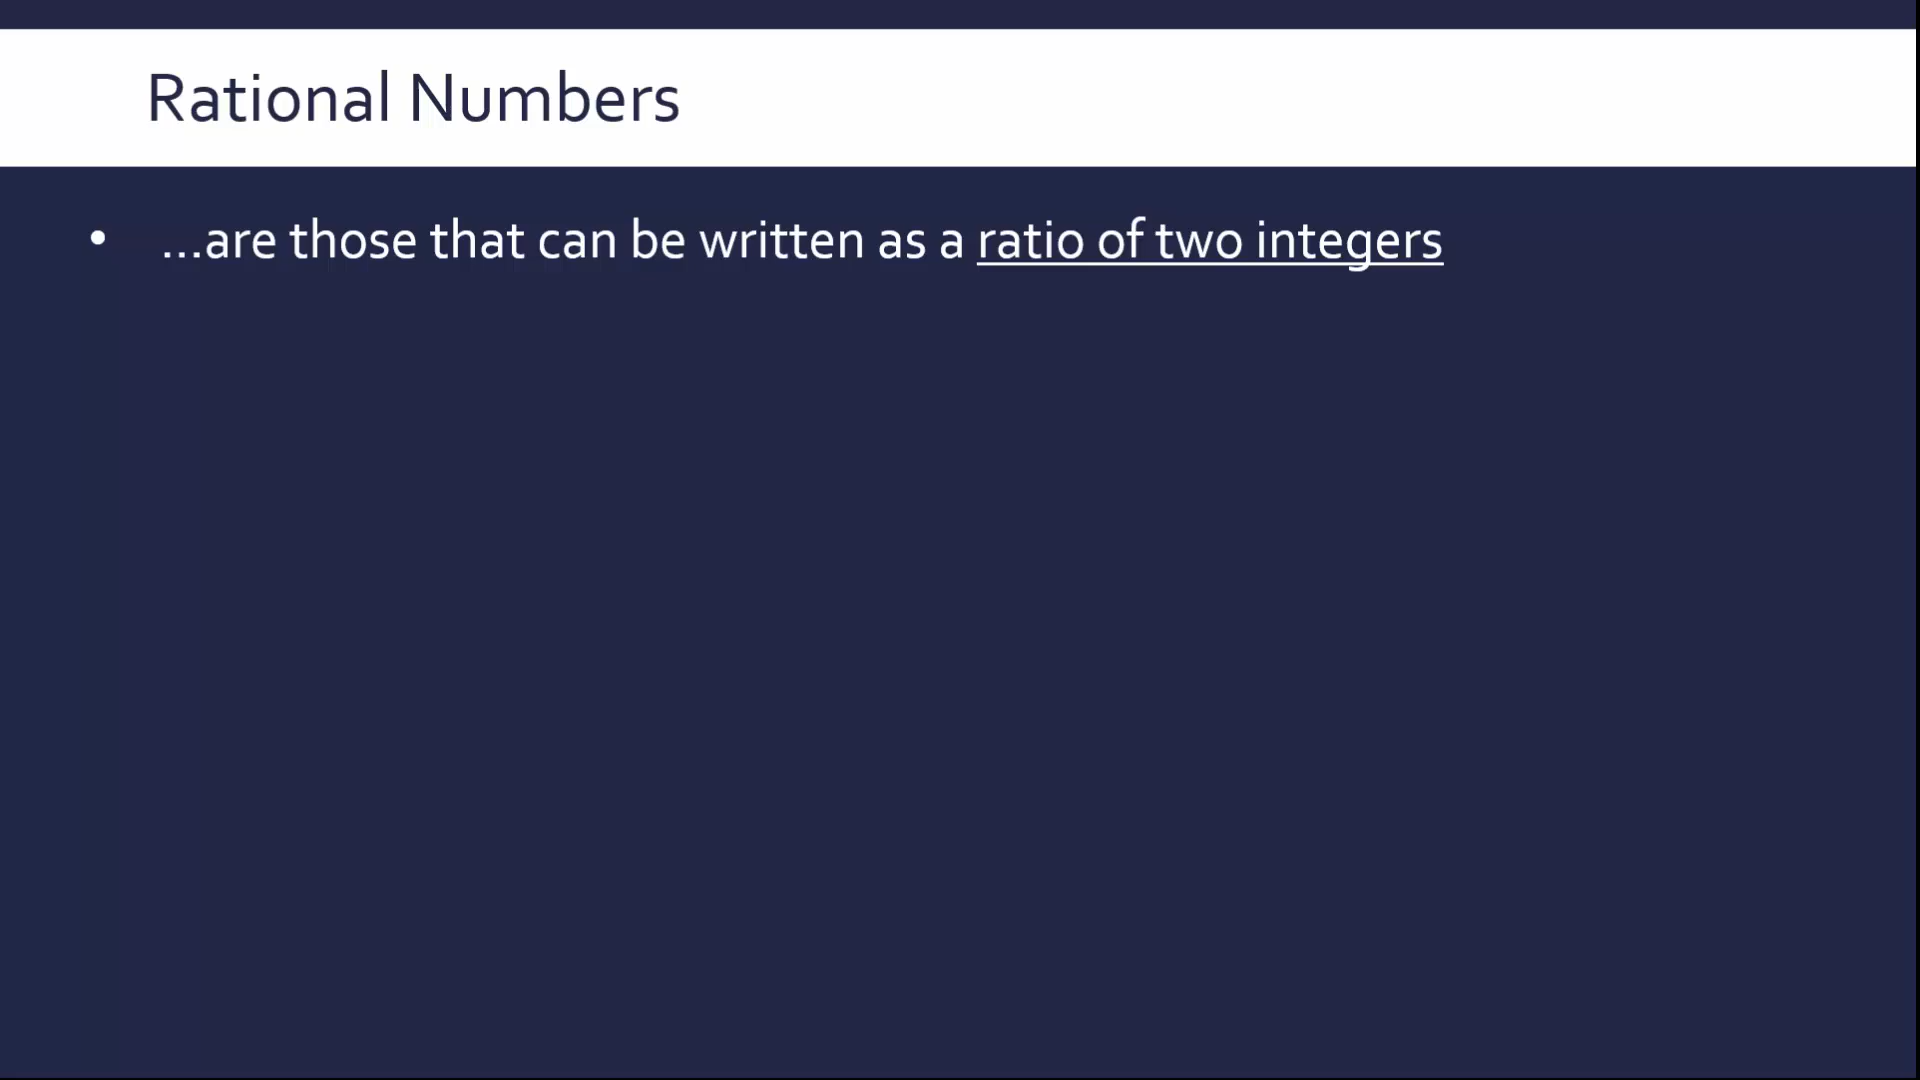 Rational Numbers
• ...are those that can be written as a ratio of two integers